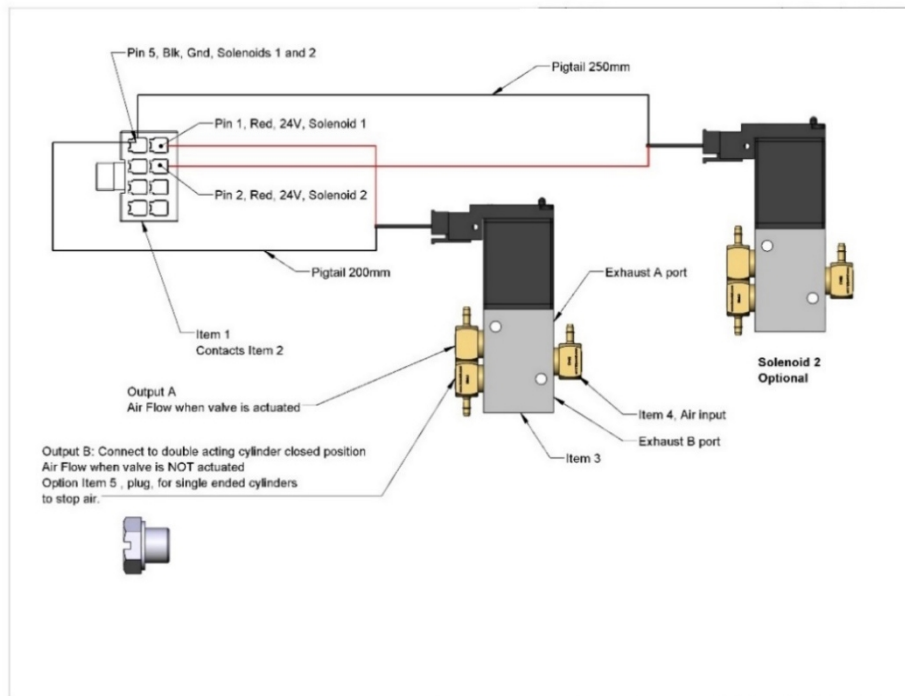 Pin 5, Blk, Gnd, Solenoids 1 and 2
Pigtail 250mm
Pin 1, Red, 24V, Solenoid 1
Pin 2, Red, 24V, Solenoid 2
Pigtail 200mm
Exhaust A port
Item 1
Contacts Item 2
Solenoid 2
Optional
Output A
Air Flow when valve is actuated
Item 4, Air input
Exhaust B port
Item 3
Output B: Connect to double acting cylinder closed position
Air Flow when valve is NOT actuated
Option Item 5 , plug, for single ended cylinders
to stop air.